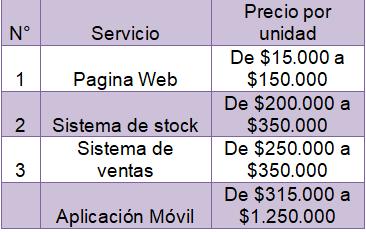 N° Servicio Precio por
unidad
1 Pagina Web De $15.000 a
$150.000
2 Sistema de stock De $200.000 a
$350.000
3 Sistema de
ventas De $250.000 a
$350.000
Aplicación Móvil De $315.000 a
$1.250.000